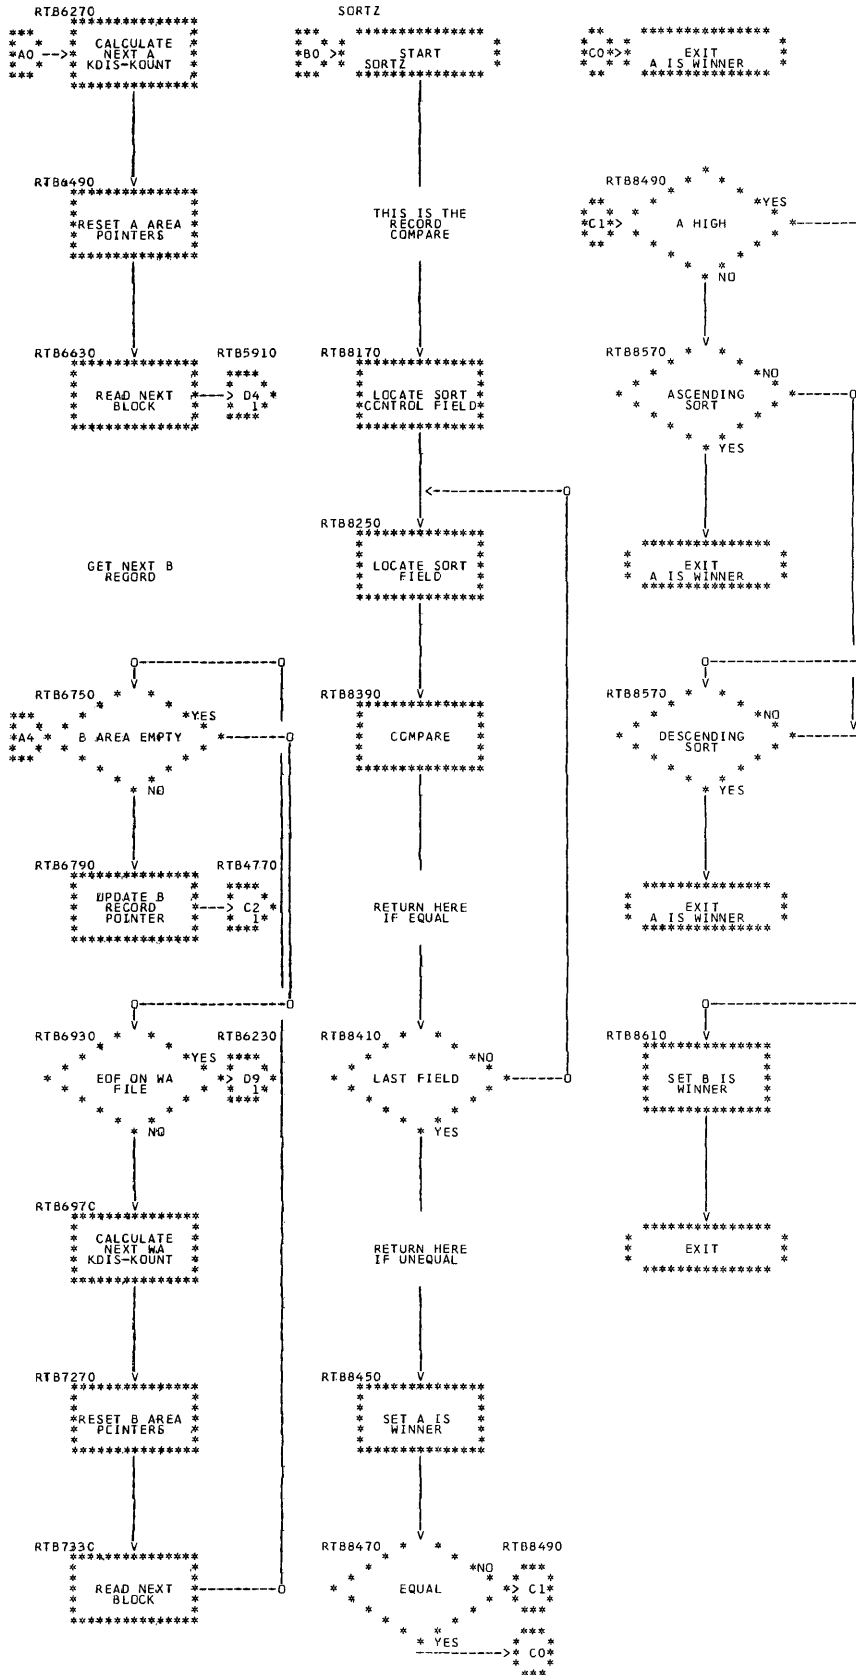 RTB6270
CALCULATE
NEXT A
KDIS-KOUNT
A0
RTB6490
RESET A AREA
POINTERS
RTB6630
READ NEXT
BLOCK
RTB5910
D4
1
GET NEXT B
RECORD
RTB6750
B AREA EMPTY
YES
A4
NO
RTB6790
UPDATE B
RECORD
POINTER
RTB4770
C2
1
RTB6930
EOF ON WA
FILE
YES
RTB6230
D9
1
NO
RTB697C
CALCULATE
NEXT WA
KDIS-KOUNT
RTB7270
RESET B AREA
PCINTERS
RTB733C
READ NEXT
BLOCK
SORTZ
B0
START
SORTZ
THIS IS THE
RECORD
COMPARE
RTB8170
LOCATE SORT
CONTROL FIELD
RTB8250
LOCATE SORT
FIELD
RTB8390
COMPARE
RETURN HERE
IF EQUAL
RTB8410
LAST FIELD
NO
YES
RETURN HERE
IF UNEQUAL
RTB8450
SET A IS
WINNER
RTB8470
EQUAL
NO
RTB8490
C1
YES
C0
C0
EXIT
A IS WINNER
RTB8490
C1
A HIGH
YES
NO
RTB8570
ASCENDING
SORT
NO
YES
EXIT
A IS WINNER
RTB8570
DESCENDING
SORT
NO
YES
EXIT
A IS WINNER
RTB8610
SET B IS
WINNER
EXIT